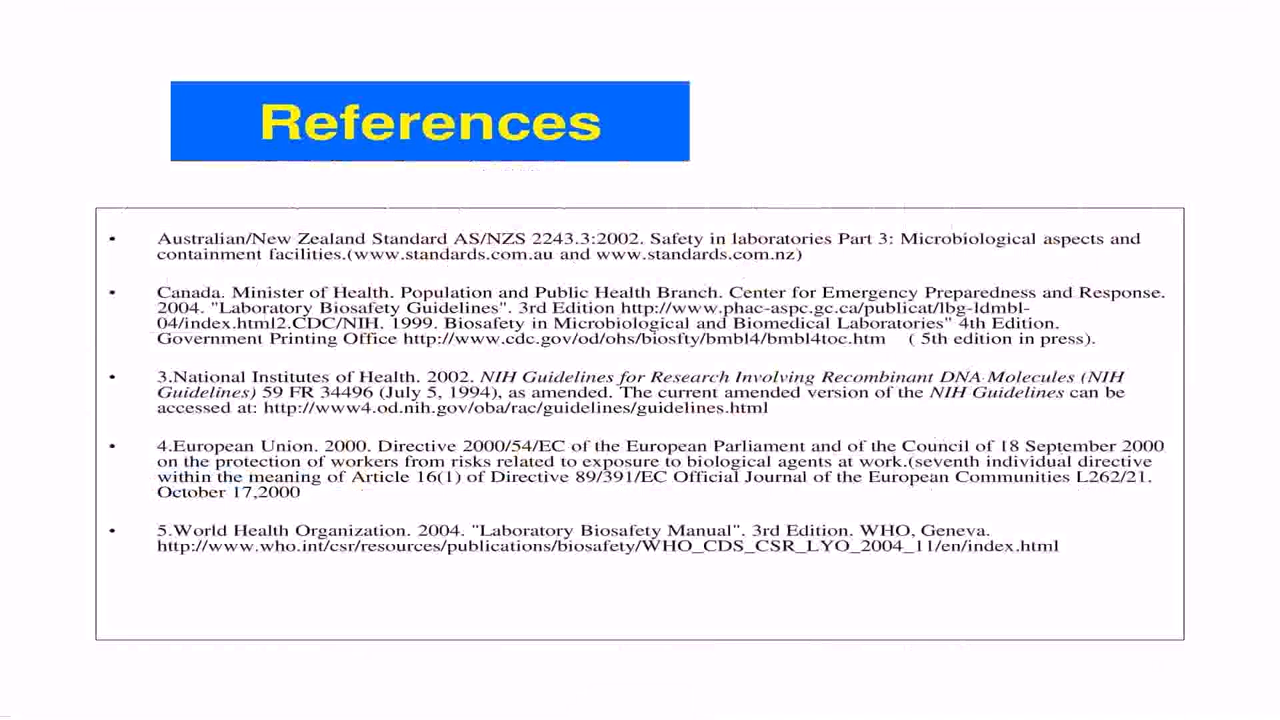 References
• Australian/New Zealand Standard AS/NZS 2243.3:2002. Safety in laboratories Part 3: Microbiological aspects and
containment facilities.(www.standards.com.au and www.standards.com.nz)
• Canada. Minister of Health. Population and Public Health Branch. Center for Emergency Preparedness and Response.
2004. "Laboratory Biosafety Guidelines". 3rd Edition http://www.phac-aspc.gc.ca/publicat/lbg-ldmbl-
04/index.html2.CDC/NIH. 1999. Biosafety in Microbiological and Biomedical Laboratories" 4th Edition.
Government Printing Office http://www.cdc.gov/od/ohs/biosfty/bmbl4/bmbl4toc.htm ( 5th edition in press).
• 3.National Institutes of Health. 2002. NIH Guidelines for Research Involving Recombinant DNA Molecules (NIH
Guidelines) 59 FR 34496 (July 5, 1994), as amended. The current amended version of the NIH Guidelines can be
accessed at: http://www4.od.nih.gov/oba/rac/guidelines/guidelines.html
• 4.European Union. 2000. Directive 2000/54/EC of the European Parliament and of the Council of 18 September 2000
on the protection of workers from risks related to exposure to biological agents at work.(seventh individual directive
within the meaning of Article 16(1) of Directive 89/391/EC Official Journal of the European Communities L262/21.
October 17,2000
• 5.World Health Organization. 2004. "Laboratory Biosafety Manual". 3rd Edition. WHO, Geneva.
http://www.who.int/csr/resources/publications/biosafety/WHO_CDS_CSR_LYO_2004_11/en/index.html